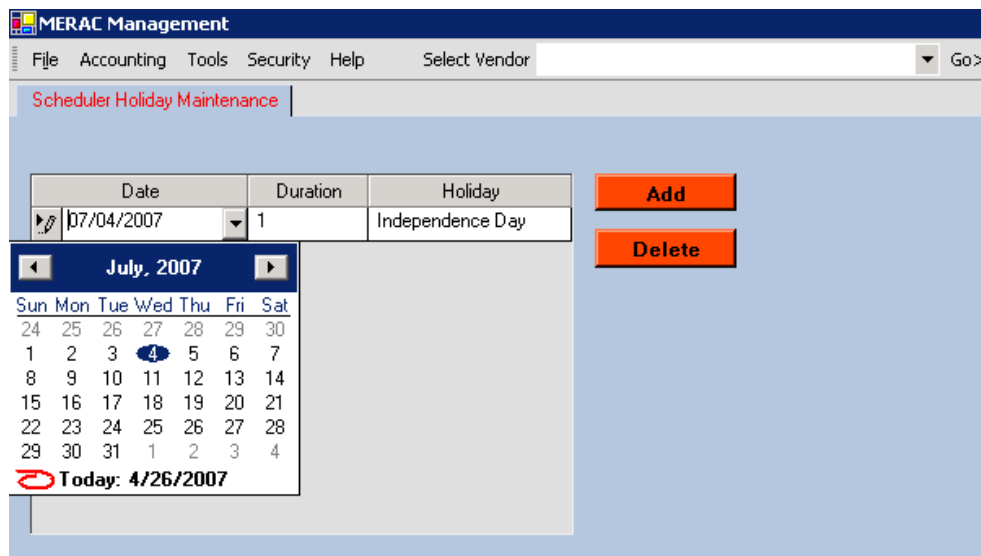 MERAC Management
File Accounting Tools Security Help Select Vendor Go>
Scheduler Holiday Maintenance
Date Duration Holiday Add
07/04/2007 1 Independence Day
Delete
July, 2007
Sun Mon Tue Wed Thu Fri Sat
24 25 26 27 28 29 30
1 2 3 4 5 6 7
8 9 10 11 12 13 14
15 16 17 18 19 20 21
22 23 24 25 26 27 28
29 30 31 1 2 3 4
Today: 4/26/2007